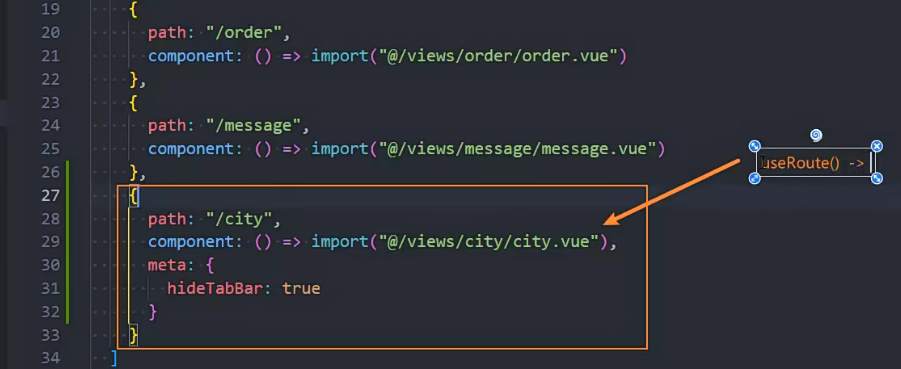 19 {
20 path: "/order",
21 component: () => import("@/views/order/order.vue")
22 },
23 {
24 path: "/message",
25 component: () => import("@/views/message/message.vue")
26 },
27 {
28 path: "/city",
29 component: () => import("@/views/city/city.vue"),
30 meta: {
31 hideTabBar: true
32 }
33 }
34 ]
useRoute() ->